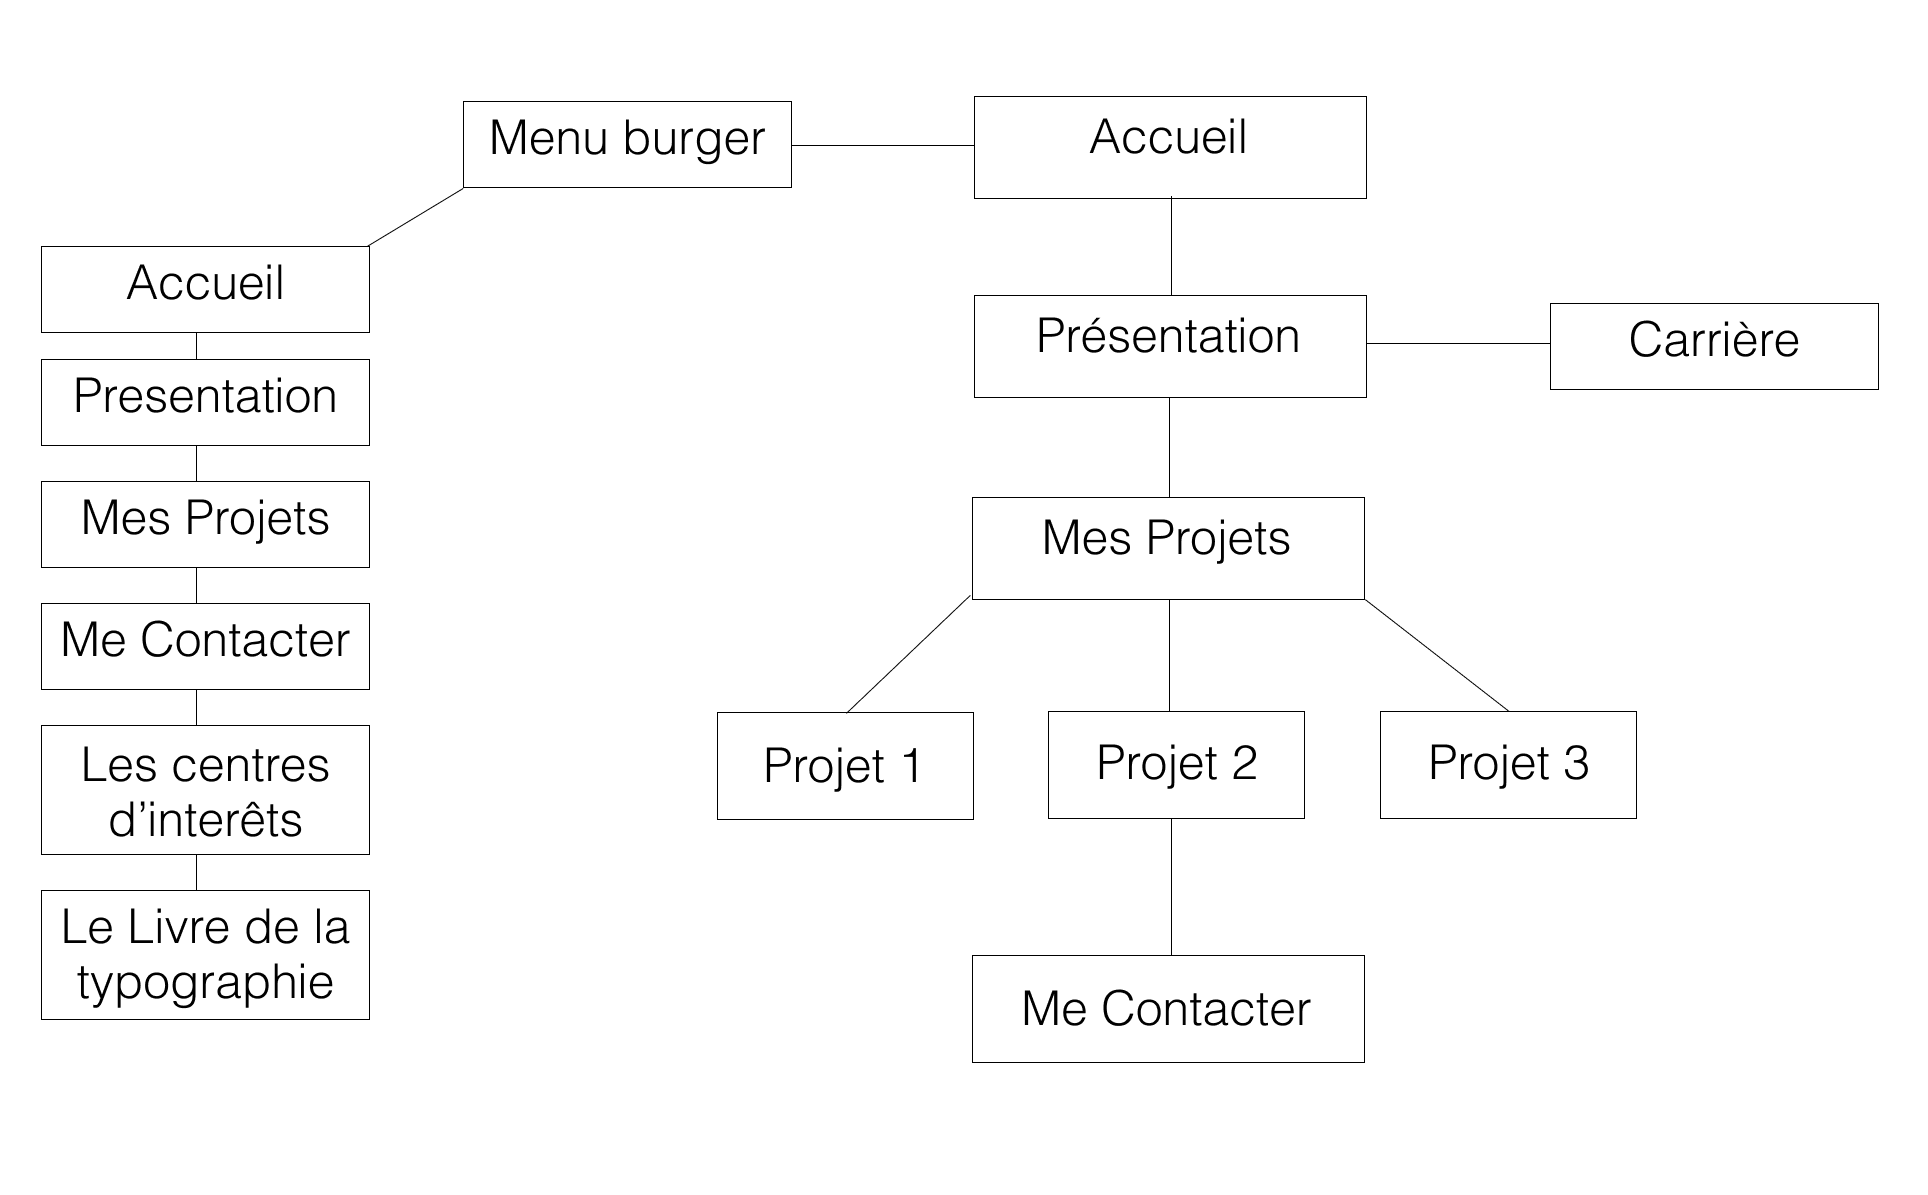 Menu burger
Accueil
Accueil
Presentation
Mes Projets
Me Contacter
Les centres
d’interêts
Le Livre de la
typographie
Présentation
Carrière
Mes Projets
Projet 1
Projet 2
Projet 3
Me Contacter